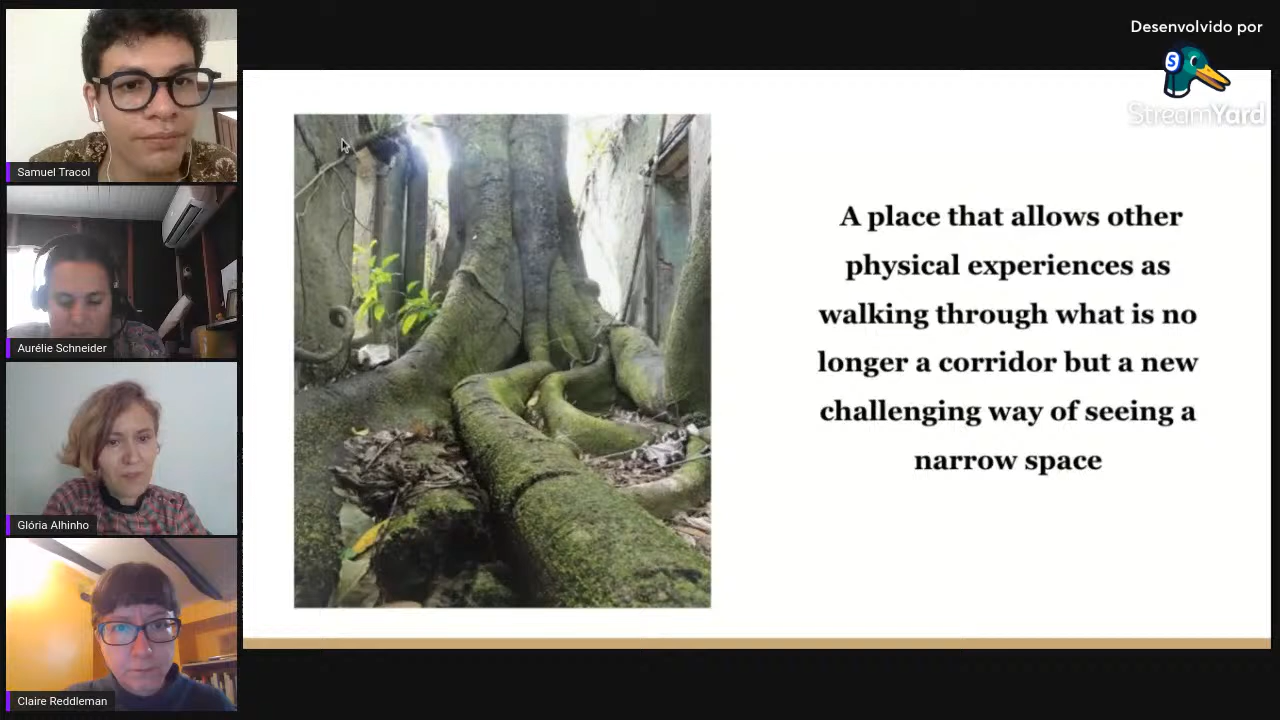 Desenvolvido por
S
StreamYard
Samuel Tracol
Aurélie Schneider
Glória Alhinho
Claire Reddleman
A place that allows other
physical experiences as
walking through what is no
longer a corridor but a new
challenging way of seeing a
narrow space